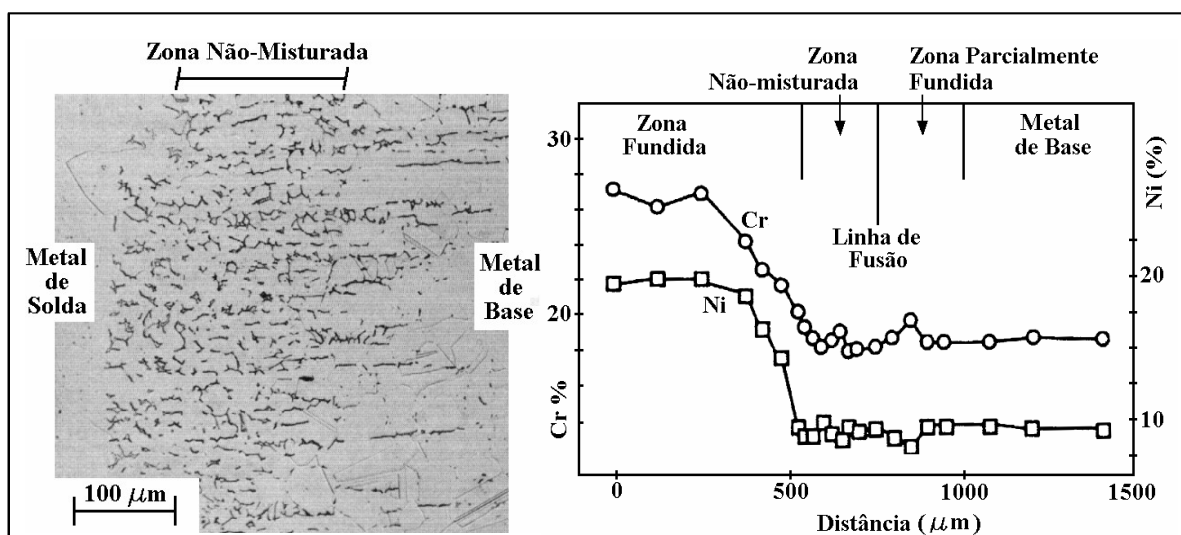 Zona Não-Misturada
Metal
de
Solda
Metal
de
Base
100 μm
Zona
Não-misturada
Zona Parcialmente
Fundida
Zona
Fundida
Metal
de Base
Linha de
Fusão
Cr
Ni
30
20
Cr %
20
10
Ni (%)
0
500
1000
1500
Distância (μm)